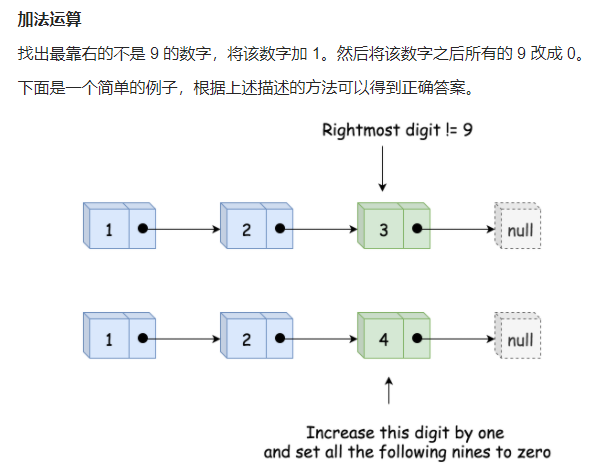 加法运算
找出最靠右的不是 9 的数字，将该数字加 1。然后将该数字之后所有的 9 改成 0。
下面是一个简单的例子，根据上述描述的方法可以得到正确答案。
Rightmost digit != 9
1 2 3 null
1 2 4 null
Increase this digit by one
and set all the following nines to zero